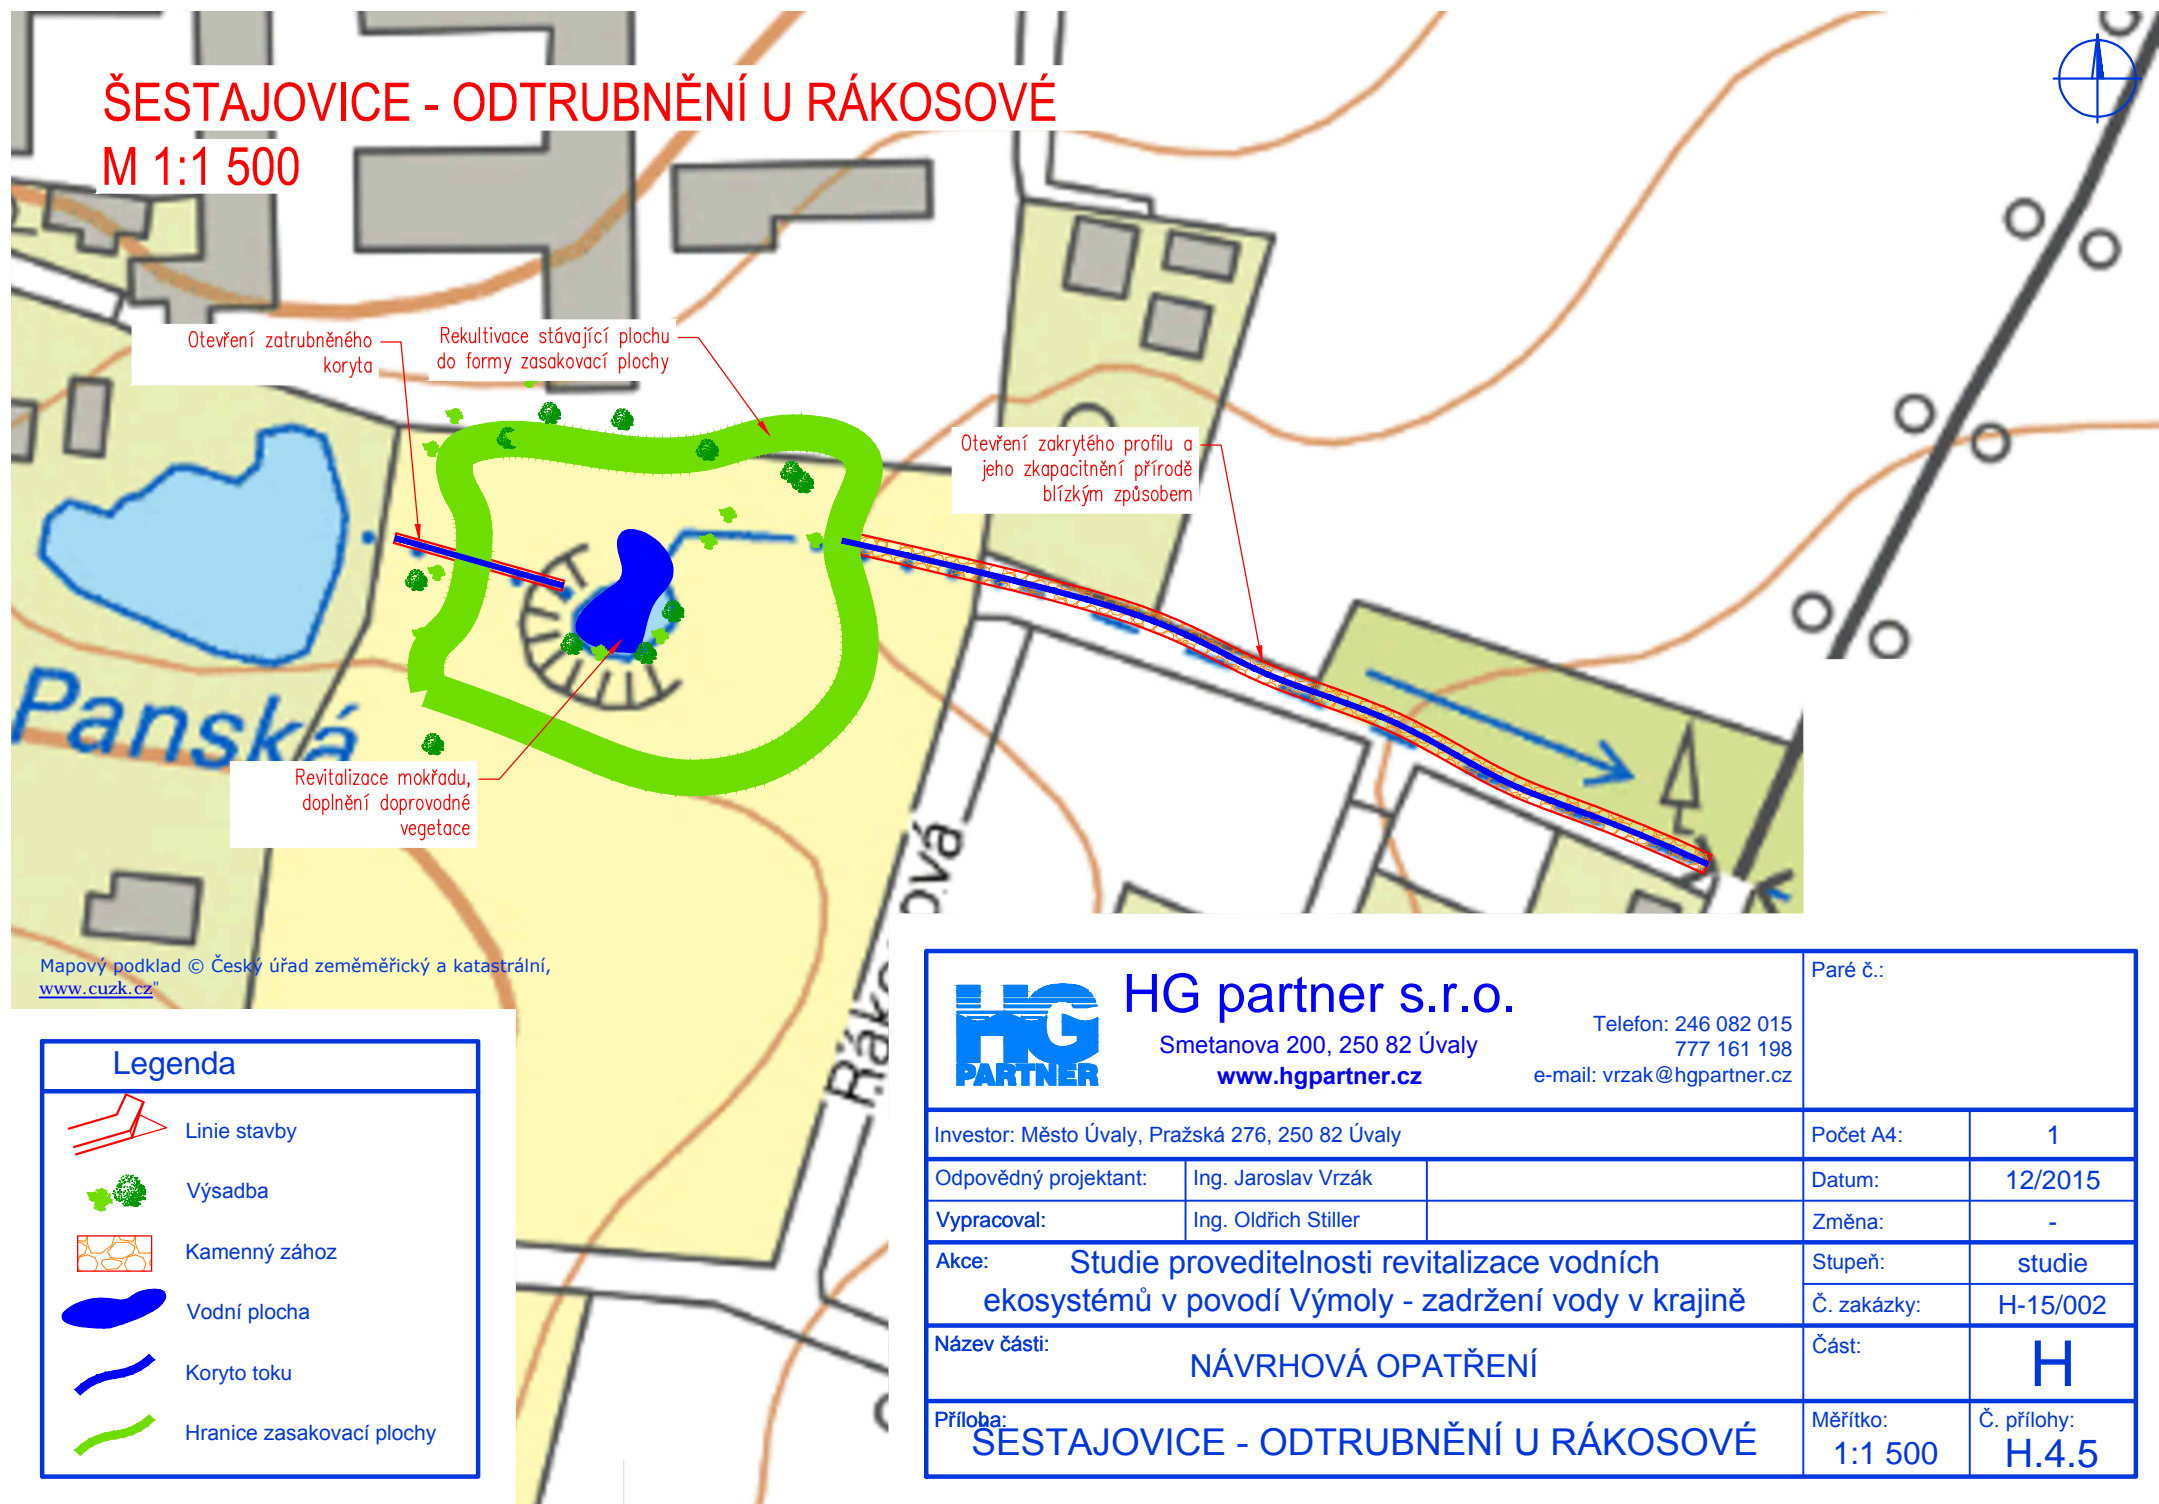 ŠESTAJOVICE - ODTRUBNĚNÍ U RÁKOSOVÉ
M 1:1 500
Otevření zatrubněného
koryta
Rekultivace stávající plochu
do formy zasakovací plochy
Otevření zakrytého profilu a
jeho zkapacitnění přírodě
blízkým způsobem
Panská
Revitalizace mokřadu,
doplnění doprovodné
vegetace
Rákosová
Mapový podklad © Český úřad zeměměřický a katastrální,
www.cuzk.cz"
Legenda
Linie stavby
Výsadba
Kamenný zához
Vodní plocha
Koryto toku
Hranice zasakovací plochy
HG
PARTNER
HG partner s.r.o.
Smetanova 200, 250 82 Úvaly
www.hgpartner.cz
Telefon: 246 082 015
777 161 198
e-mail: vrzak@hgpartner.cz
Paré č.:
Investor: Město Úvaly, Pražská 276, 250 82 Úvaly
Počet A4: 1
Odpovědný projektant: Ing. Jaroslav Vrzák
Datum: 12/2015
Vypracoval: Ing. Oldřich Stiller
Změna: -
Akce: Studie proveditelnosti revitalizace vodních
ekosystémů v povodí Výmoly - zadržení vody v krajině
Stupeň: studie
Č. zakázky: H-15/002
Název části:
NÁVRHOVÁ OPATŘENÍ
Část: H
Příloha:
ŠESTAJOVICE - ODTRUBNĚNÍ U RÁKOSOVÉ
Měřítko:
1:1 500
Č. přílohy:
H.4.5